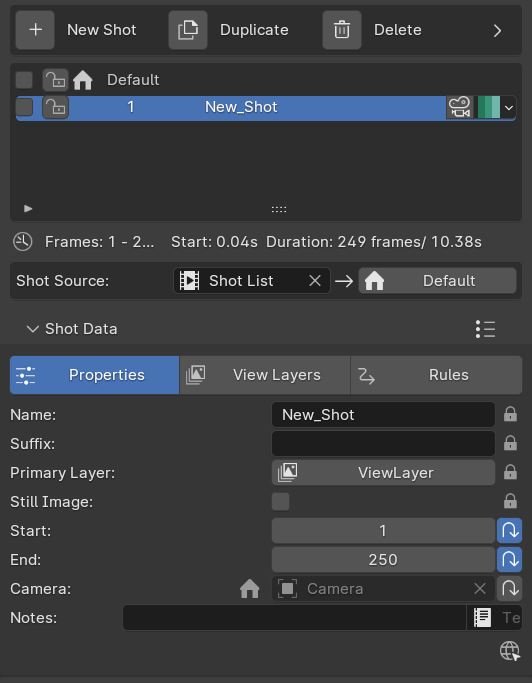 New Shot Duplicate Delete
Default
1 New_Shot
Frames: 1 - 2... Start: 0.04s Duration: 249 frames/ 10.38s
Shot Source: Shot List Default
Shot Data
Properties View Layers Rules
Name: New_Shot
Suffix:
Primary Layer: ViewLayer
Still Image:
Start: 1
End: 250
Camera: Camera
Notes: Te